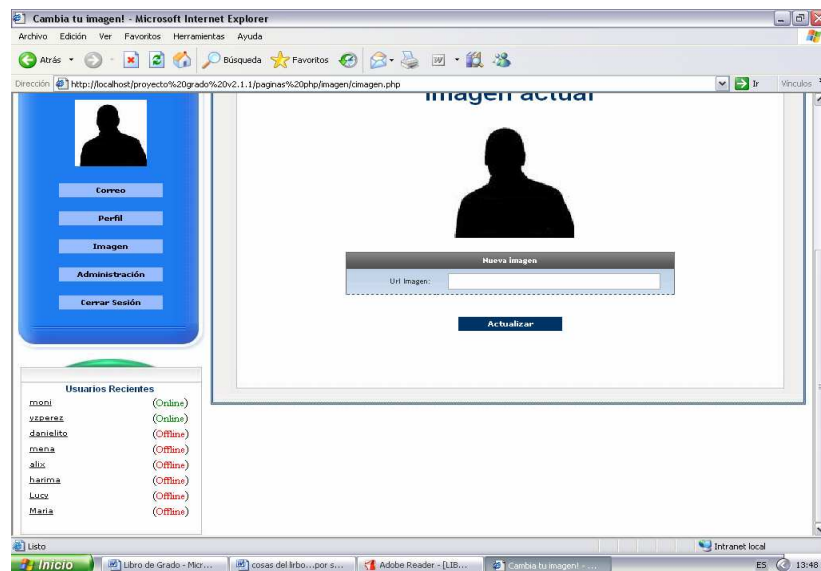 Cambia tu imagen! - Microsoft Internet Explorer
Archivo Edición Ver Favoritos Herramientas Ayuda
Atrás Búsqueda Favoritos
Dirección http://localhost/proyecto%20grado%20v2.1.1/paginas%20php/imagen/cimagen.php Ir Vínculos
Imagen actual
Correo
Perfil
Imagen
Administración
Cerrar Sesión
Nueva imagen
Url Imagen:
Actualizar
Usuarios Recientes
moni (Online)
yzperez (Online)
danielito (Offline)
mena (Offline)
alix (Offline)
harima (Offline)
Lucy (Offline)
Maria (Offline)
Listo Intranet local
Inicio Libro de Grado - Micr... cosas del lirbo...por s... Adobe Reader - [LIB... Cambia tu imagen! - ... ES 13:48